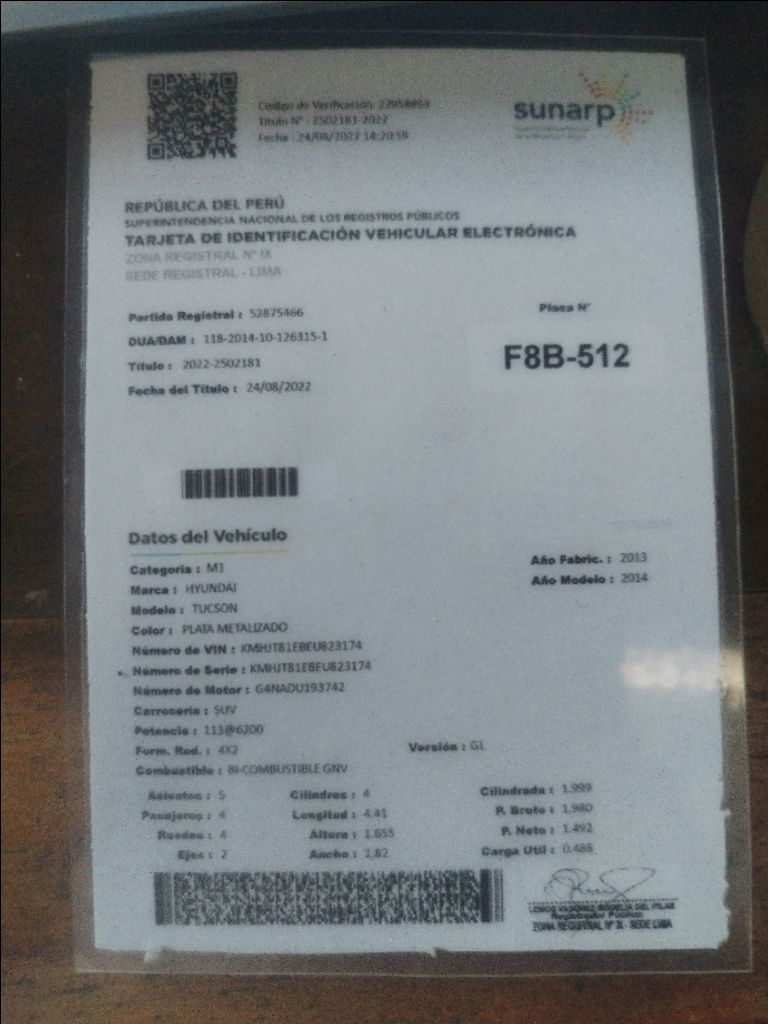 Código de Verificación: 22958863
Título N° : 2502181-2022
Fecha : 24/08/2022 14:20:59
sunarp
REPÚBLICA DEL PERÚ
SUPERINTENDENCIA NACIONAL DE LOS REGISTROS PÚBLICOS
TARJETA DE IDENTIFICACIÓN VEHICULAR ELECTRÓNICA
ZONA REGISTRAL N° IX
SEDE REGISTRAL - LIMA
Partida Registral : 52875466
DUA/DAM : 118-2014-10-126315-1
Título : 2022-2502181
Fecha del Título : 24/08/2022
Placa N°
F8B-512
Datos del Vehículo
Categoria : M1
Marca : HYUNDAI
Modelo : TUCSON
Color : PLATA METALIZADO
Número de VIN : KMHJT81EBEU823174
Número de Serie : KMHJT81EBEU823174
Número de Motor : G4NADU193742
Carrocería : SUV
Potencia : 113@6200
Form. Rod. : 4X2
Combustible : BI-COMBUSTIBLE GNV
Año Fabric. : 2013
Año Modelo : 2014
Versión : GL
Asientos : 5 Cilindros : 4 Cilindrada : 1.999
Pasajeros : 4 Longitud : 4.41 P. Bruto : 1.980
Ruedas : 4 Altura : 1.655 P. Neto : 1.492
Ejes : 2 Ancho : 1.82 Carga Util : 0.488
DEL PILAR
Registrador Público
ZONA REGISTRAL N° IX - SEDE LIMA